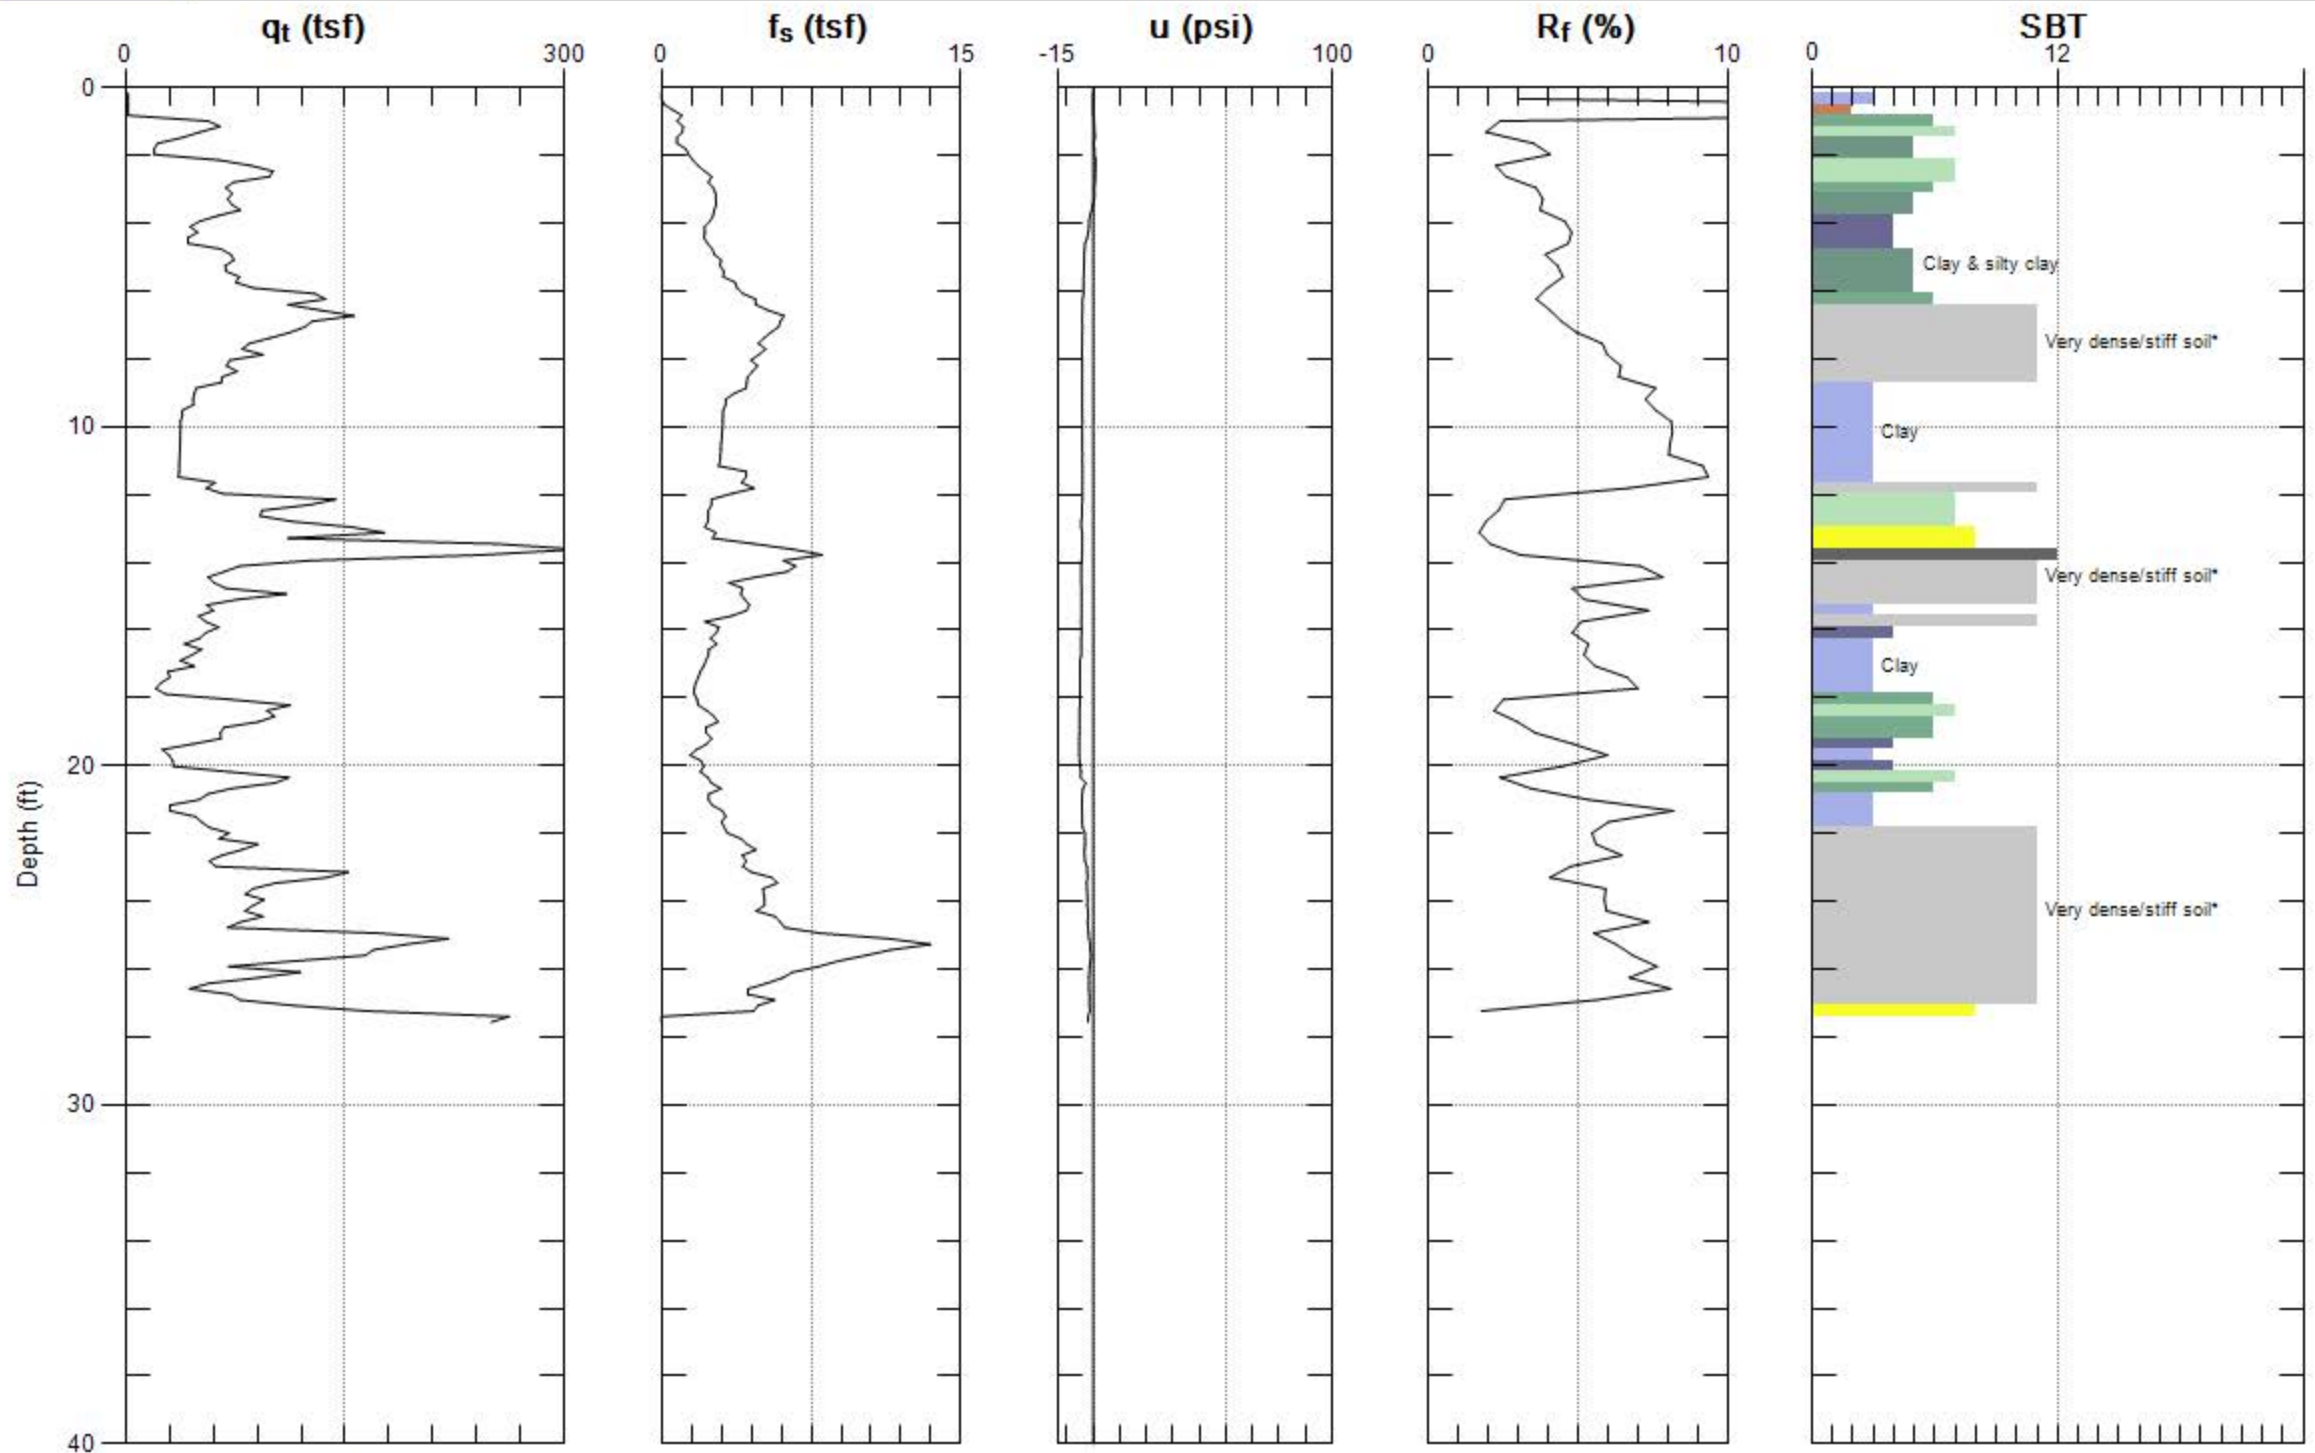 qt (tsf) fs (tsf) u (psi) Rf (%) SBT
0 300 0 15 -15 100 0 10 0 12
0
Clay & silty clay
Very dense/stiff soil*
10
Clay
Very dense/stiff soil*
Clay
20
Depth (ft)
Very dense/stiff soil*
30
40